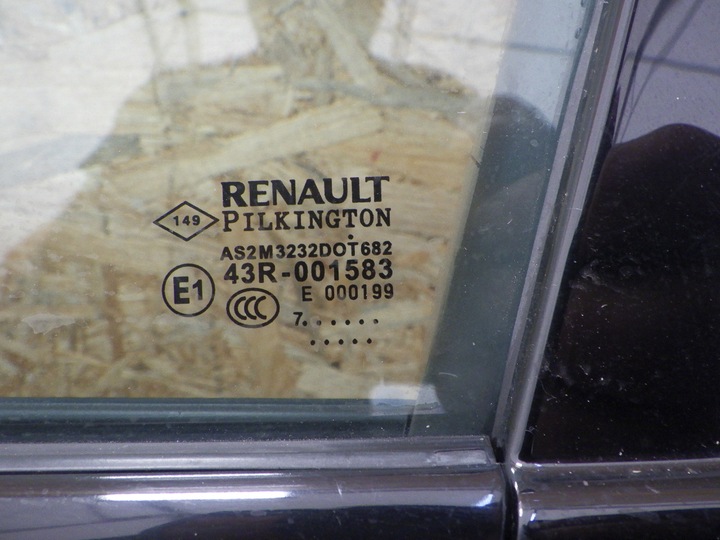 RENAULT
149 PILKINGTON
AS2M3232DOT682
43R-001583
E1 E 000199
CCC
7. . . . . . .
. . . . .